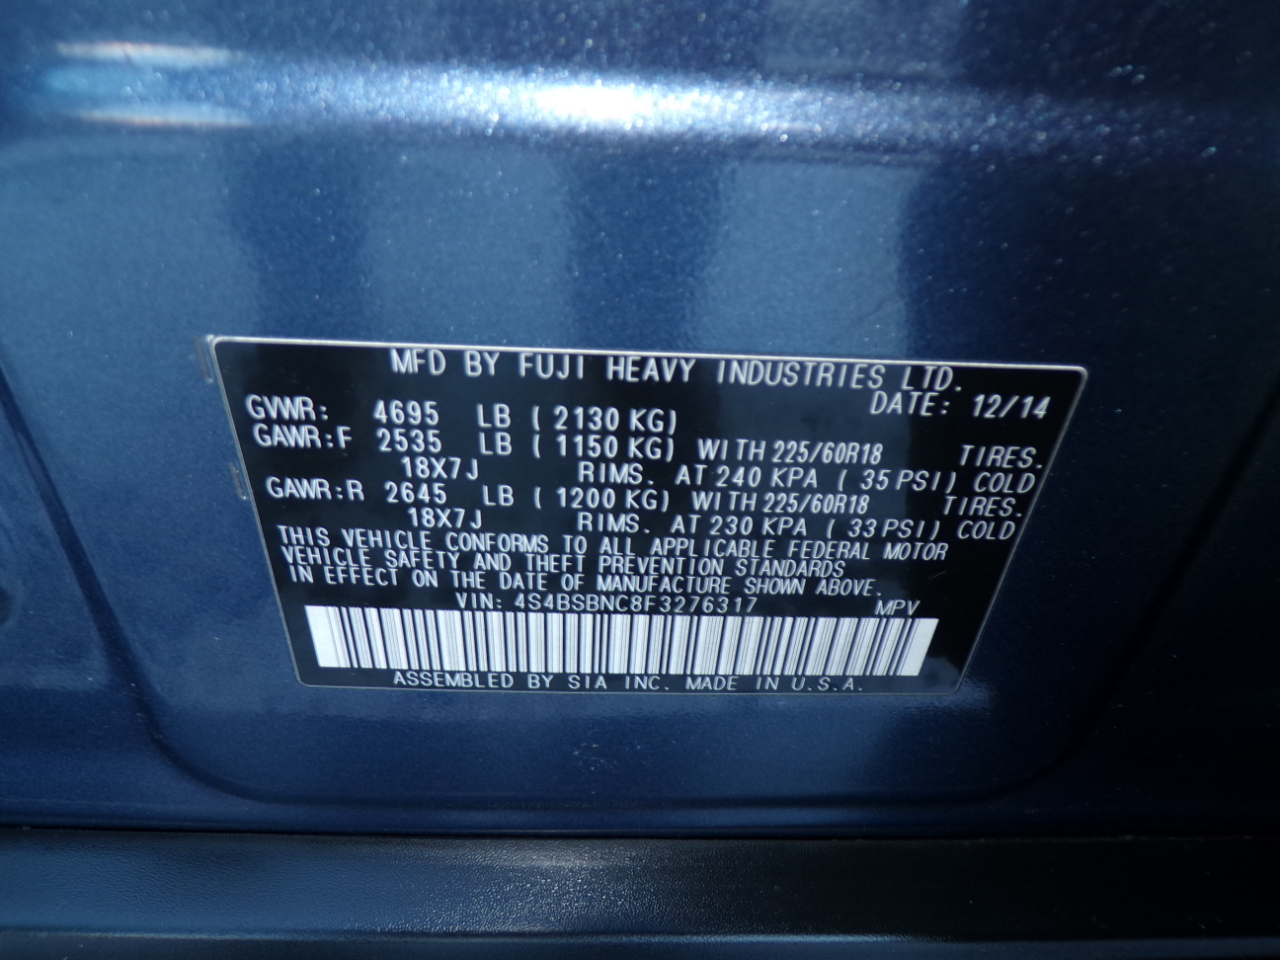 MFD BY FUJI HEAVY INDUSTRIES LTD.
DATE: 12/14
GVWR: 4695 LB ( 2130 KG)
GAWR:F 2535 LB ( 1150 KG) WITH 225/60R18 TIRES.
18X7J RIMS. AT 240 KPA ( 35 PSI) COLD
GAWR:R 2645 LB ( 1200 KG) WITH 225/60R18 TIRES.
18X7J RIMS. AT 230 KPA ( 33 PSI) COLD
THIS VEHICLE CONFORMS TO ALL APPLICABLE FEDERAL MOTOR
VEHICLE SAFETY AND THEFT PREVENTION STANDARDS
IN EFFECT ON THE DATE OF MANUFACTURE SHOWN ABOVE.
VIN: 4S4BSBNC8F3276317 MPV
ASSEMBLED BY SIA INC. MADE IN U.S.A.